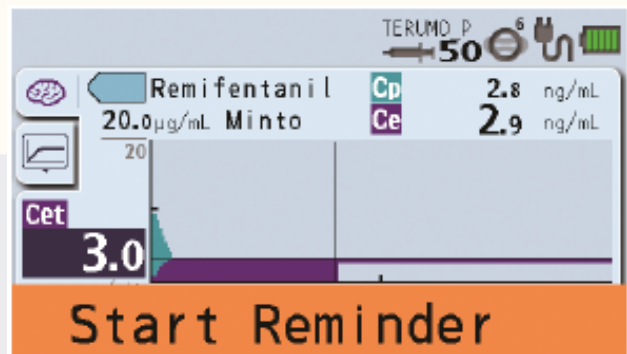 TERUMO P 6
50
Remifentanil Cp 2.8 ng/mL
20.0µg/mL Minto Ce 2.9 ng/mL
20
Cet
3.0
Start Reminder